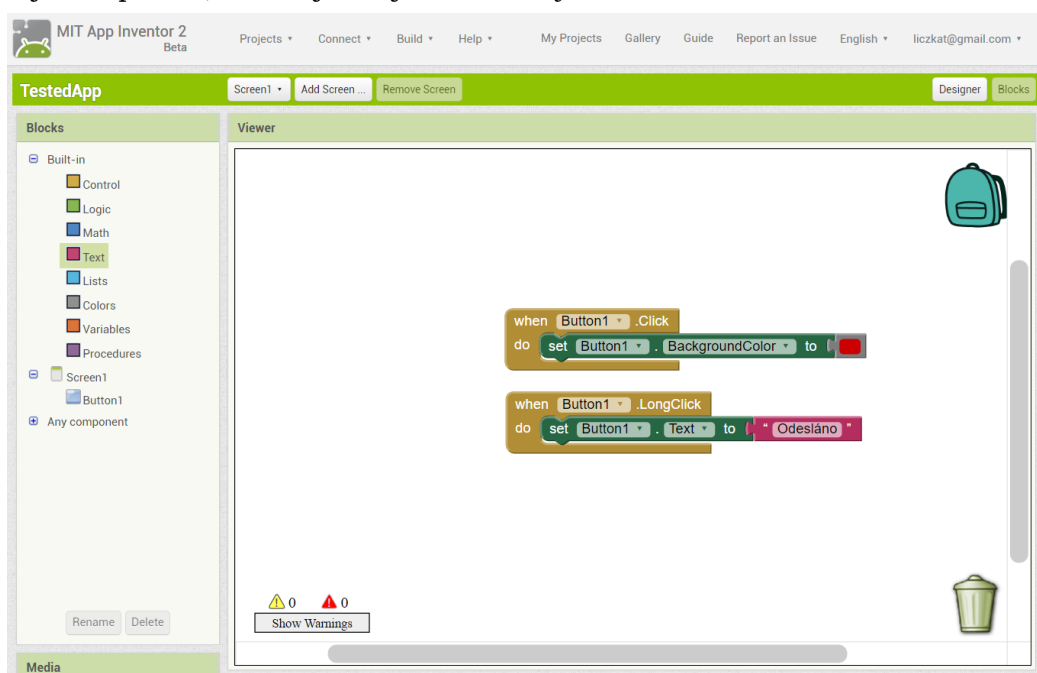 MIT App Inventor 2
Beta
Projects Connect Build Help My Projects Gallery Guide Report an Issue English liczkat@gmail.com
TestedApp Screen1 Add Screen ... Remove Screen Designer Blocks
Blocks
Viewer
Built-in
Control
Logic
Math
Text
Lists
Colors
Variables
Procedures
Screen1
Button1
Any component
Rename Delete
Media
when Button1 .Click
do set Button1 . BackgroundColor to
when Button1 .LongClick
do set Button1 . Text to " Odesláno "
0 0
Show Warnings